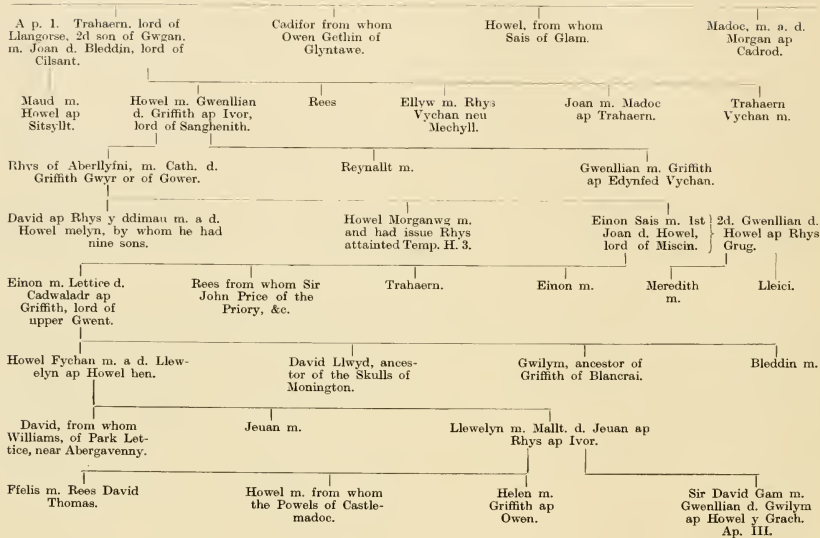 A p. 1. Trahaern. lord of
Llangorse, 2d son of Gwgan.
m. Joan d. Bleddin, lord of
Cilsant.
Cadifor from whom
Owen Gethin of
Glyntawe.
Howel, from whom
Sais of Glam.
Madoc, m. a. d.
Morgan ap
Cadrod.
Maud m.
Howel ap
Sitsyllt.
Howel m. Gwenllian
d. Griffith ap Ivor,
lord of Sanghenith.
Rees
Ellyw m. Rhys
Vychan neu
Mechyll.
Joan m. Madoc
ap Trahaern.
Trahaern
Vychan m.
Rhys of Aberllyfni, m. Cath. d.
Griffith Gwyr or of Gower.
Reynallt m.
Gwenllian m. Griffith
ap Edynfed Vychan.
David ap Rhys y ddimau m. a d.
Howel melyn, by whom he had
nine sons.
Howel Morganwg m.
and had issue Rhys
attainted Temp. H. 3.
Einon Sais m. 1st
Joan d. Howel,
lord of Miscin.
2d. Gwenllian d.
Howel ap Rhys
Grug.
Einon m. Lettice d.
Cadwaladr ap
Griffith, lord of
upper Gwent.
Rees from whom Sir
John Price of the
Priory, &c.
Trahaern.
Einon m.
Meredith
m.
Lleici.
Howel Fychan m. a d. Llew-
elyn ap Howel hen.
David Llwyd, ances-
tor of the Skulls of
Monington.
Gwilym, ancestor of
Griffith of Blancrai.
Bleddin m.
David, from whom
Williams, of Park Let-
tice, near Abergavenny.
Jeuan m.
Llewelyn m. Mallt. d. Jeuan ap
Rhys ap Ivor.
Ffelis m. Rees David
Thomas.
Howel m. from whom
the Powels of Castle-
madoc.
Helen m.
Griffith ap
Owen.
Sir David Gam m.
Gwenllian d. Gwilym
ap Howel y Grach.
Ap. III.